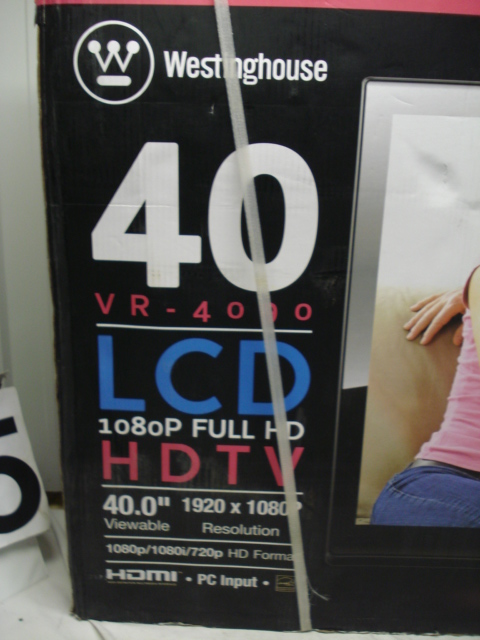 Westinghouse
40
VR-4090
LCD
1080P FULL HD
HDTV
40.0" 1920 x 1080P
Viewable Resolution
1080p/1080i/720p HD Format
HDMI • PC Input •